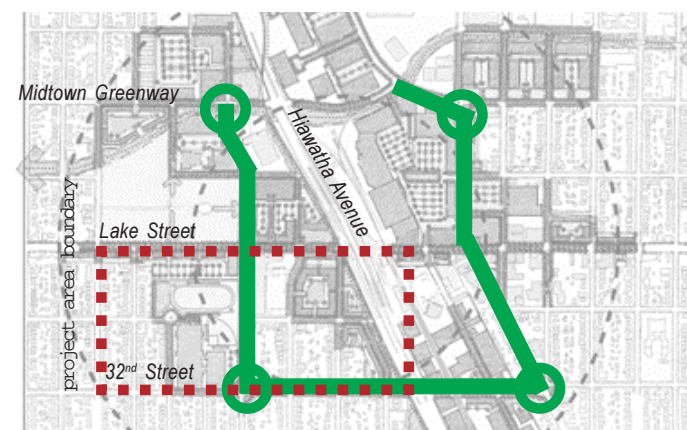 Midtown Greenway
Hiawatha Avenue
Lake Street
project area boundary
32nd Street